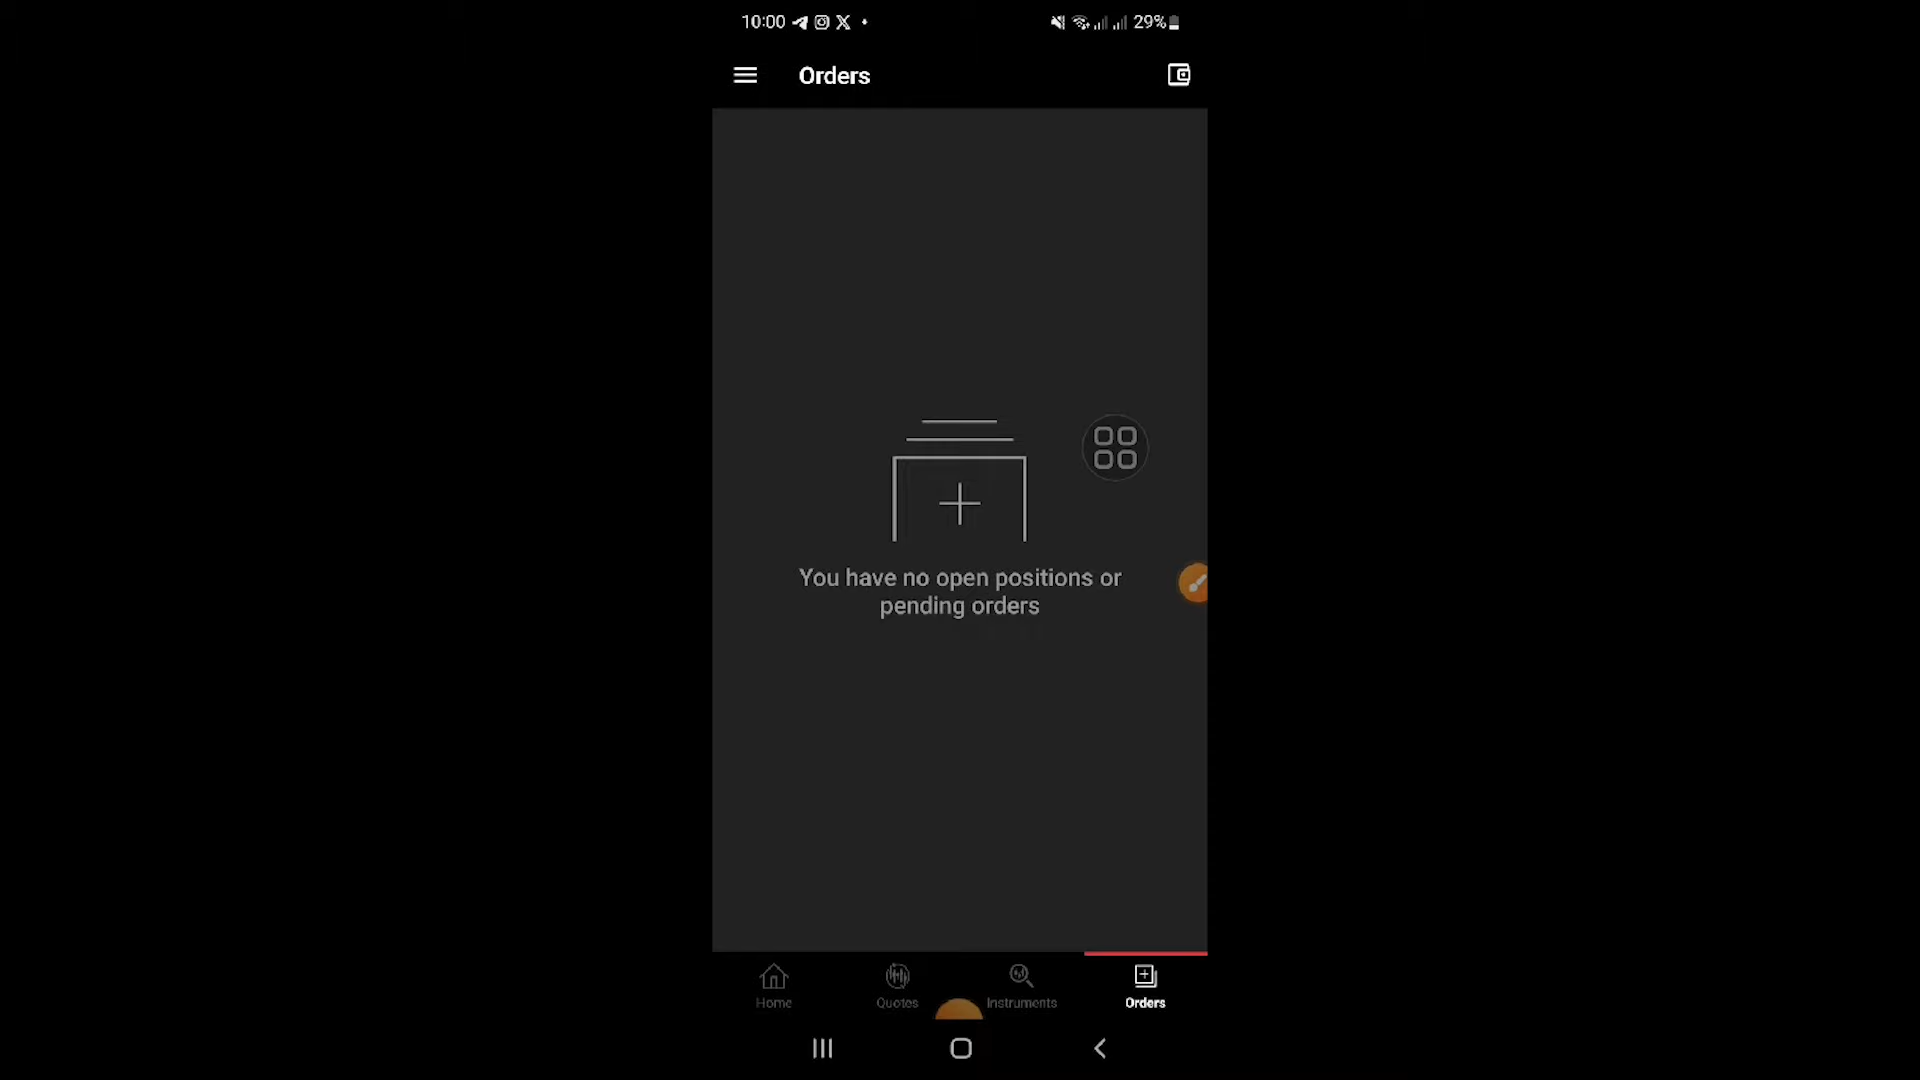 10:00 29%
Orders
You have no open positions or
pending orders
Home Quotes Instruments Orders